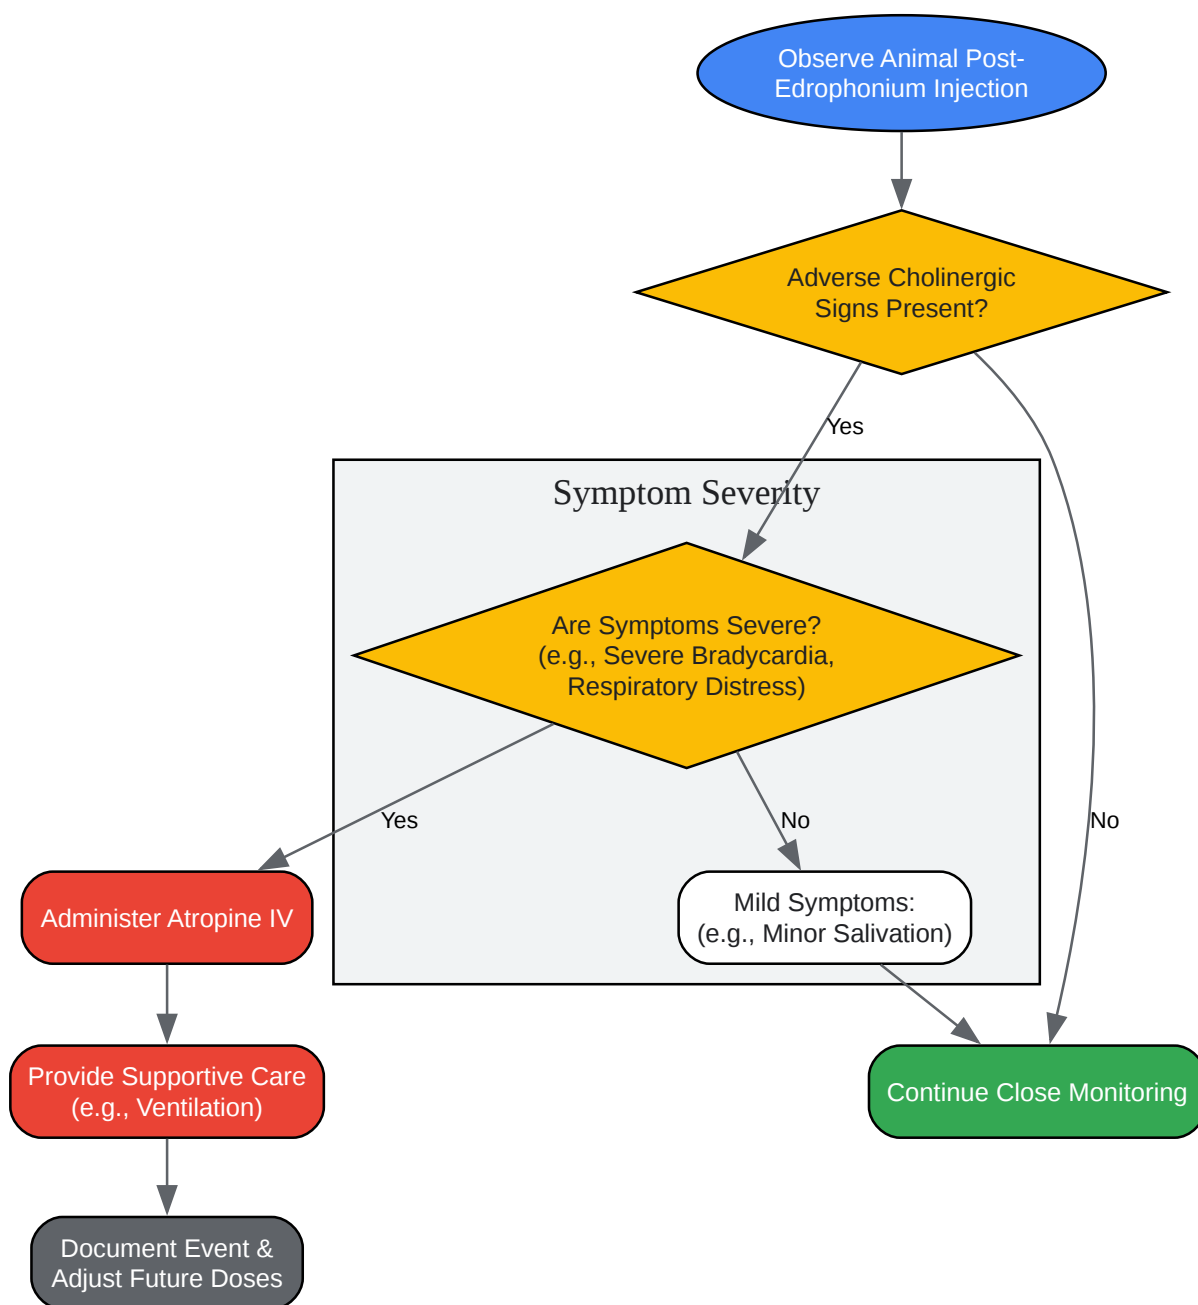 Observe Animal Post-
Edrophonium Injection
Adverse Cholinergic
Signs Present?
Yes
Symptom Severity
Are Symptoms Severe?
(e.g., Severe Bradycardia,
Respiratory Distress)
Yes
No
No
Administer Atropine IV
Mild Symptoms:
(e.g., Minor Salivation)
Provide Supportive Care
(e.g., Ventilation)
Continue Close Monitoring
Document Event &
Adjust Future Doses